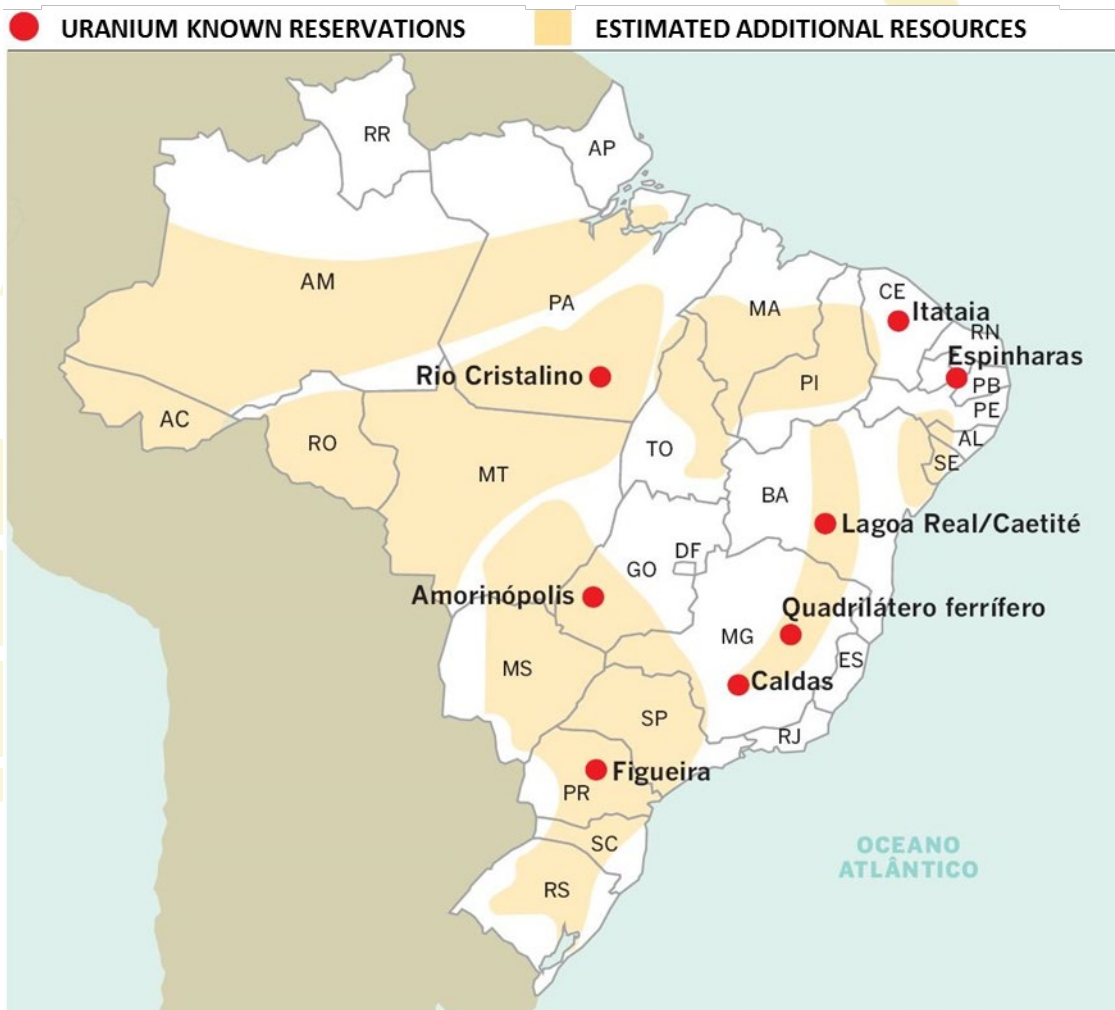 URANIUM KNOWN RESERVATIONS
ESTIMATED ADDITIONAL RESOURCES
RR
AP
AM
PA
MA
CE
Itataia
RN
Espinharas
PB
PE
AL
SE
Rio Cristalino
PI
AC
RO
MT
TO
BA
Lagoa Real/Caetité
DF
GO
Amorinópolis
Quadrilátero ferrífero
MG
ES
MS
Caldas
SP
RJ
Figueira
PR
SC
RS
OCEANO
ATLÂNTICO